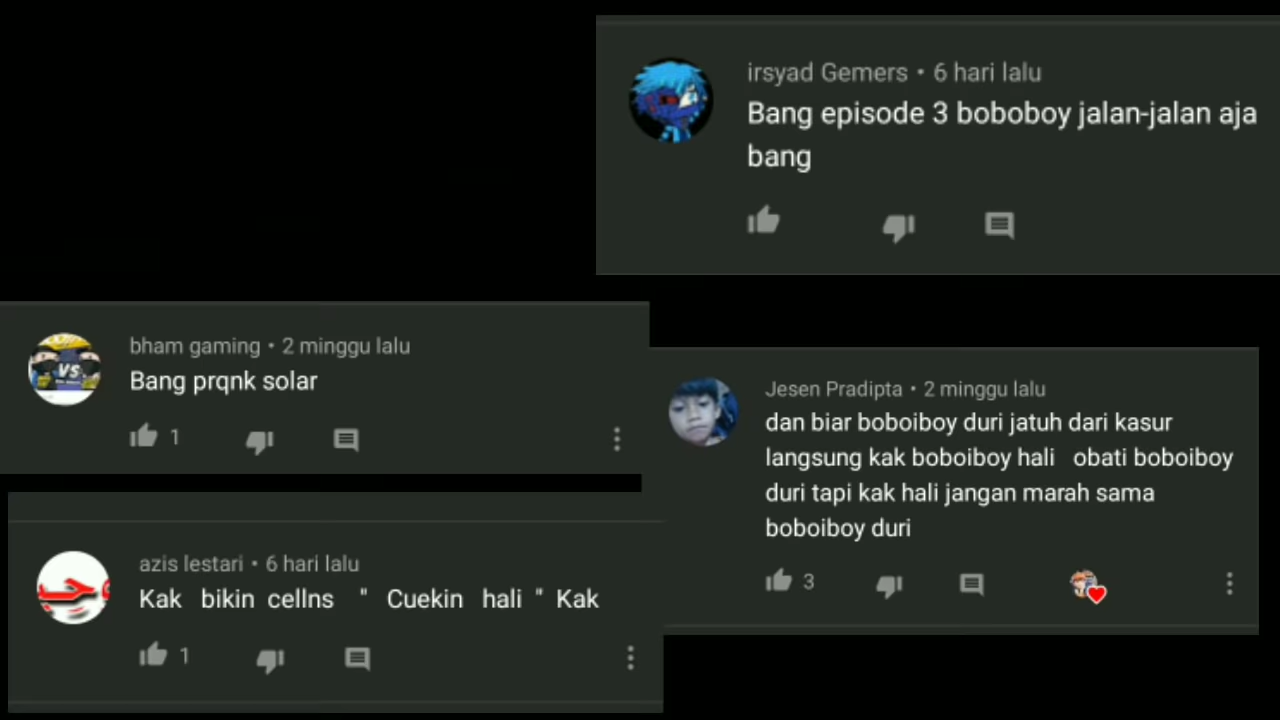 irsyad Gemers • 6 hari lalu
Bang episode 3 boboboy jalan-jalan aja
bang
bham gaming • 2 minggu lalu
Bang prqnk solar
1
VS
Jesen Pradipta • 2 minggu lalu
dan biar boboiboy duri jatuh dari kasur
langsung kak boboiboy hali obati boboiboy
duri tapi kak hali jangan marah sama
boboiboy duri
3
azis lestari • 6 hari lalu
Kak bikin cellns " Cuekin hali " Kak
1